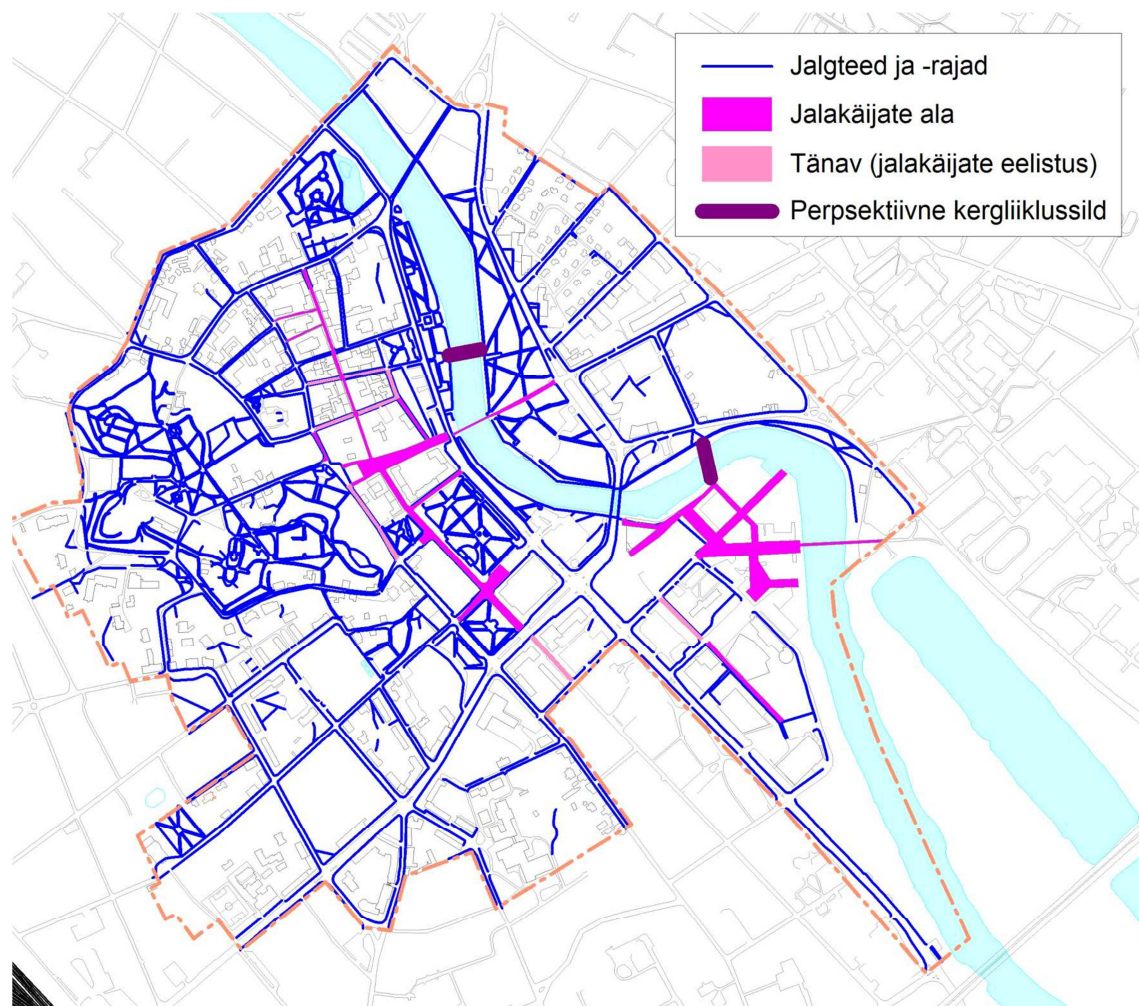 Jalgteed ja -rajad
Jalakäijate ala
Tänav (jalakäijate eelistus)
Perpsektiivne kergliiklussild